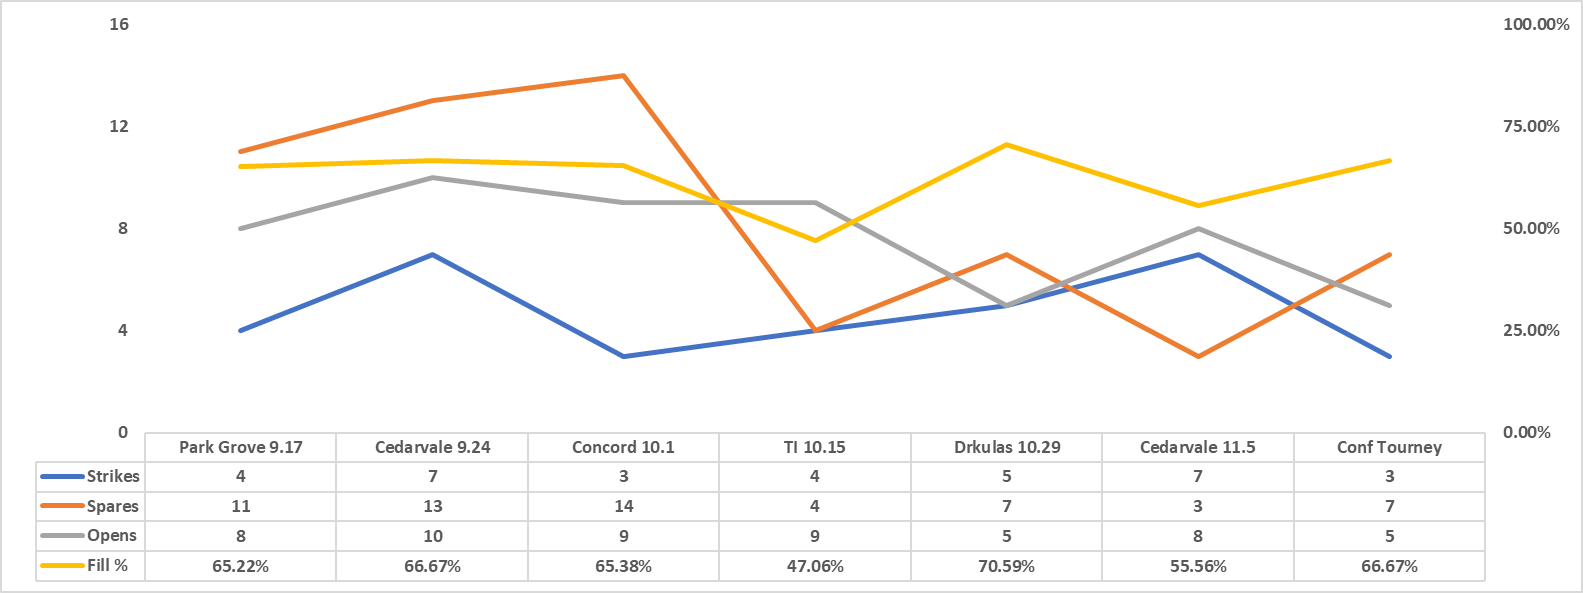 16 100.00%
12 75.00%
8 50.00%
4 25.00%
0 0.00%
Park Grove 9.17 Cedarvale 9.24 Concord 10.1 TI 10.15 Drkulas 10.29 Cedarvale 11.5 Conf Tourney
Strikes 4 7 3 4 5 7 3
Spares 11 13 14 4 7 3 7
Opens 8 10 9 9 5 8 5
Fill % 65.22% 66.67% 65.38% 47.06% 70.59% 55.56% 66.67%